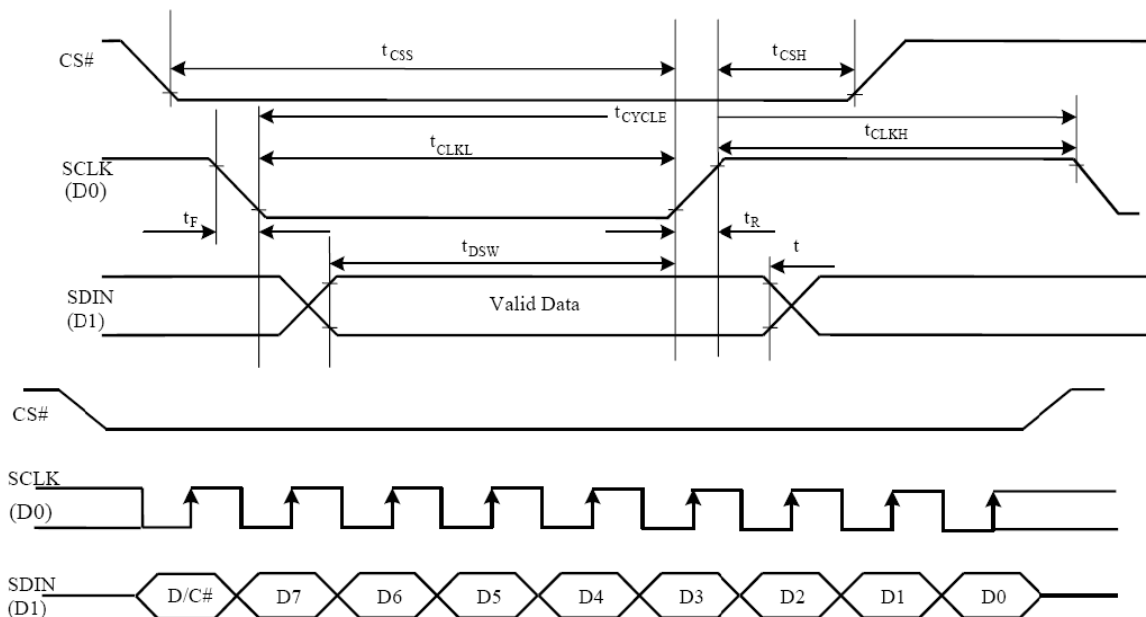 CS#
tCSS
tCSH
tCYCLE
tCLKL
tCLKH
SCLK
(D0)
tF
tR
tDSW
t
SDIN
(D1)
Valid Data
CS#
SCLK
(D0)
SDIN
(D1)
D/C# D7 D6 D5 D4 D3 D2 D1 D0